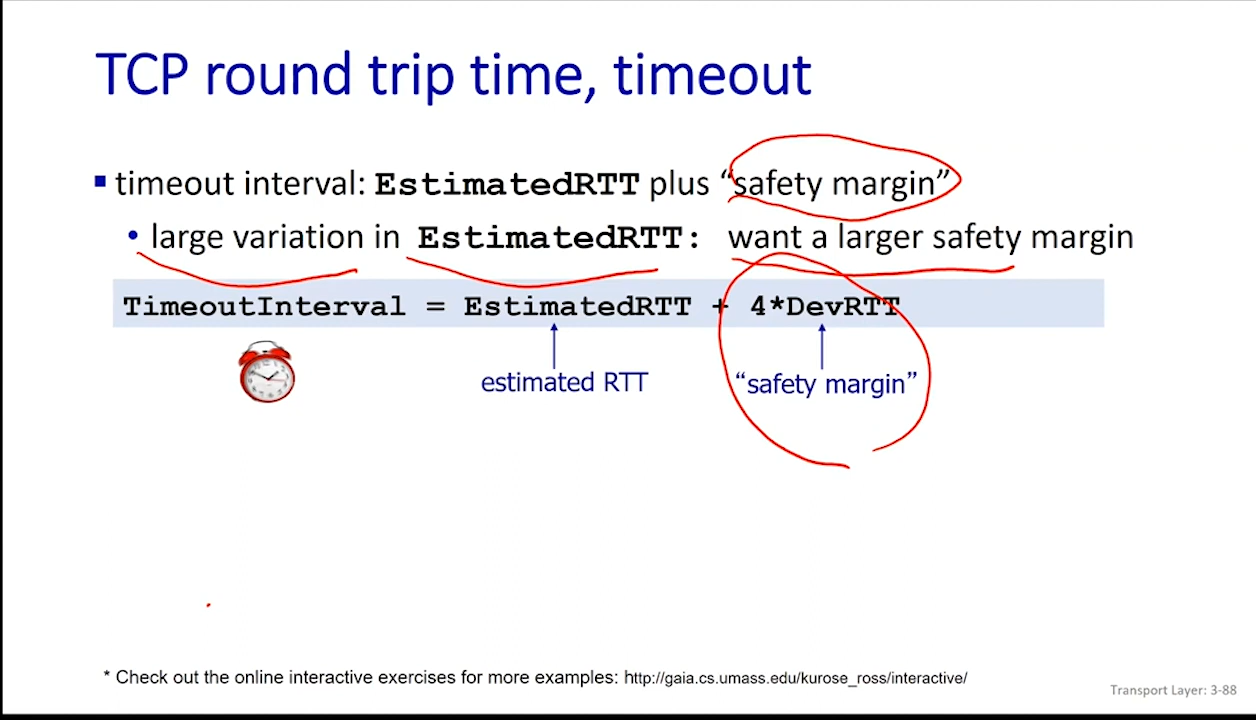 TCP round trip time, timeout
timeout interval: EstimatedRTT plus “safety margin”
large variation in EstimatedRTT: want a larger safety margin
TimeoutInterval = EstimatedRTT + 4*DevRTT
estimated RTT
“safety margin”
* Check out the online interactive exercises for more examples: http://gaia.cs.umass.edu/kurose_ross/interactive/
Transport Layer: 3-88